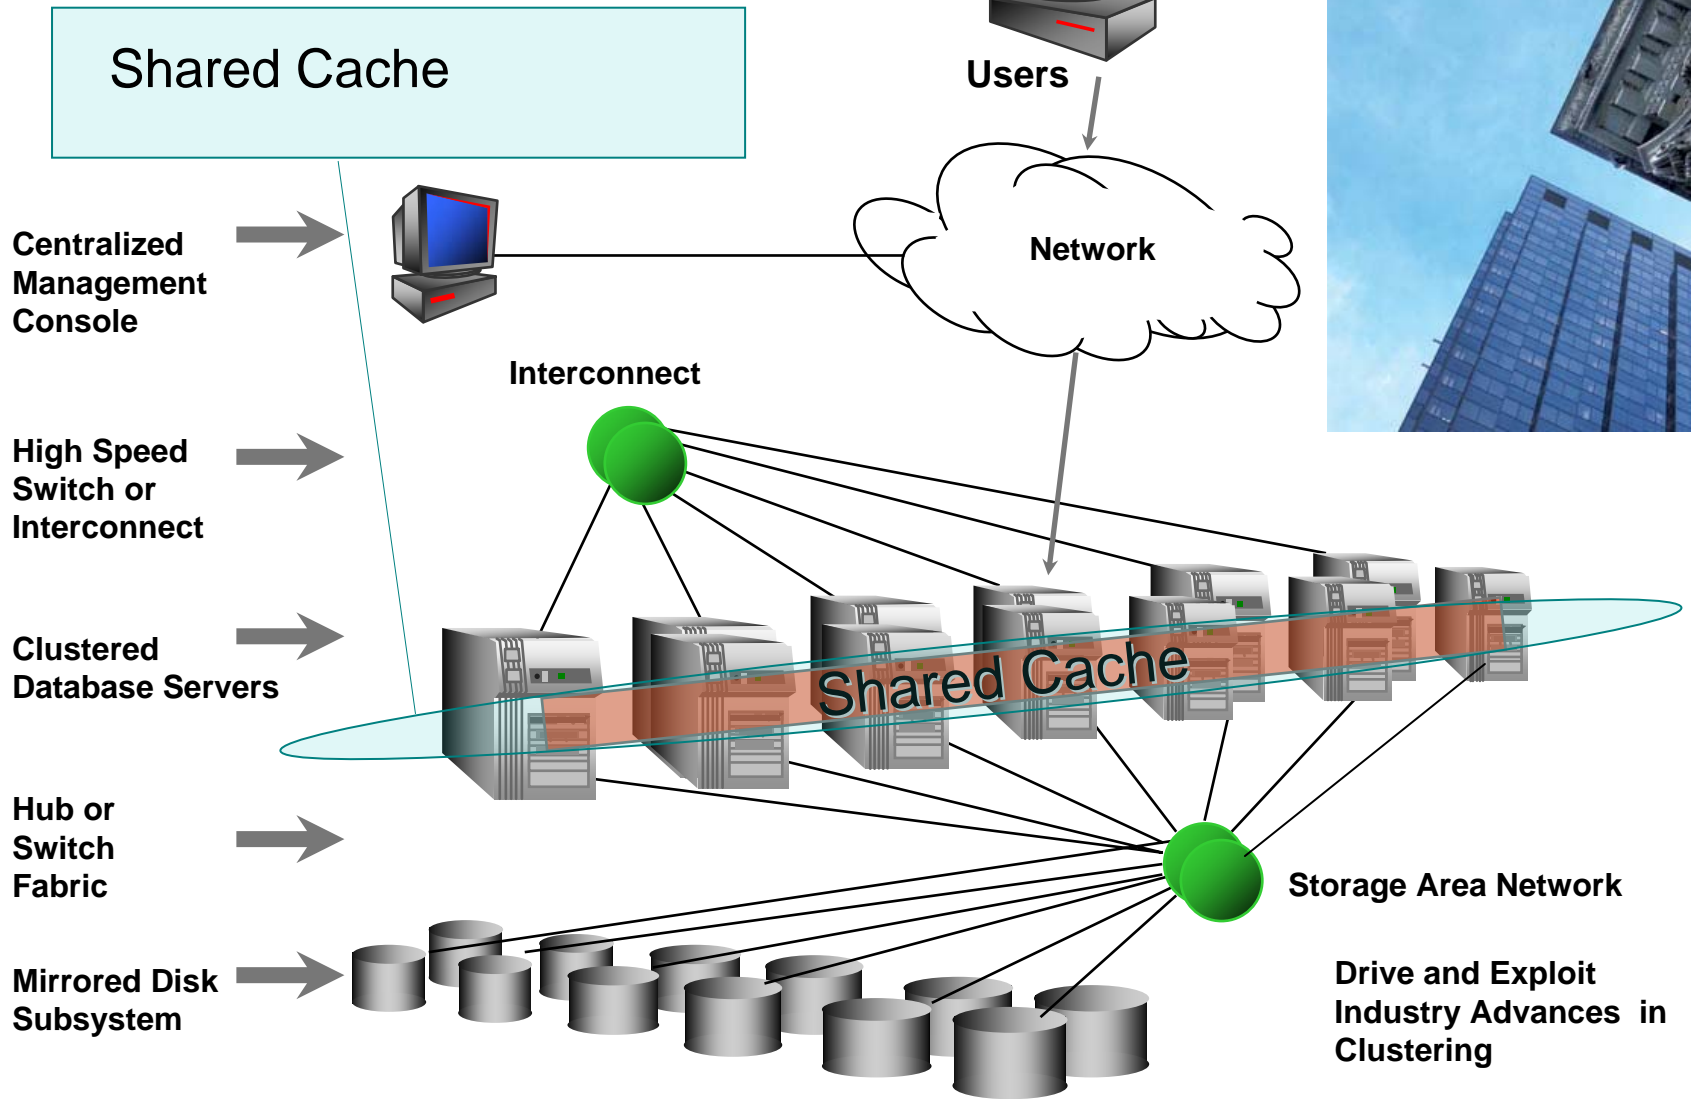 Shared Cache
Users
Network
Centralized
Management
Console
Interconnect
High Speed
Switch or
Interconnect
Clustered
Database Servers
Shared Cache
Hub or
Switch
Fabric
Storage Area Network
Mirrored Disk
Subsystem
Drive and Exploit
Industry Advances in
Clustering